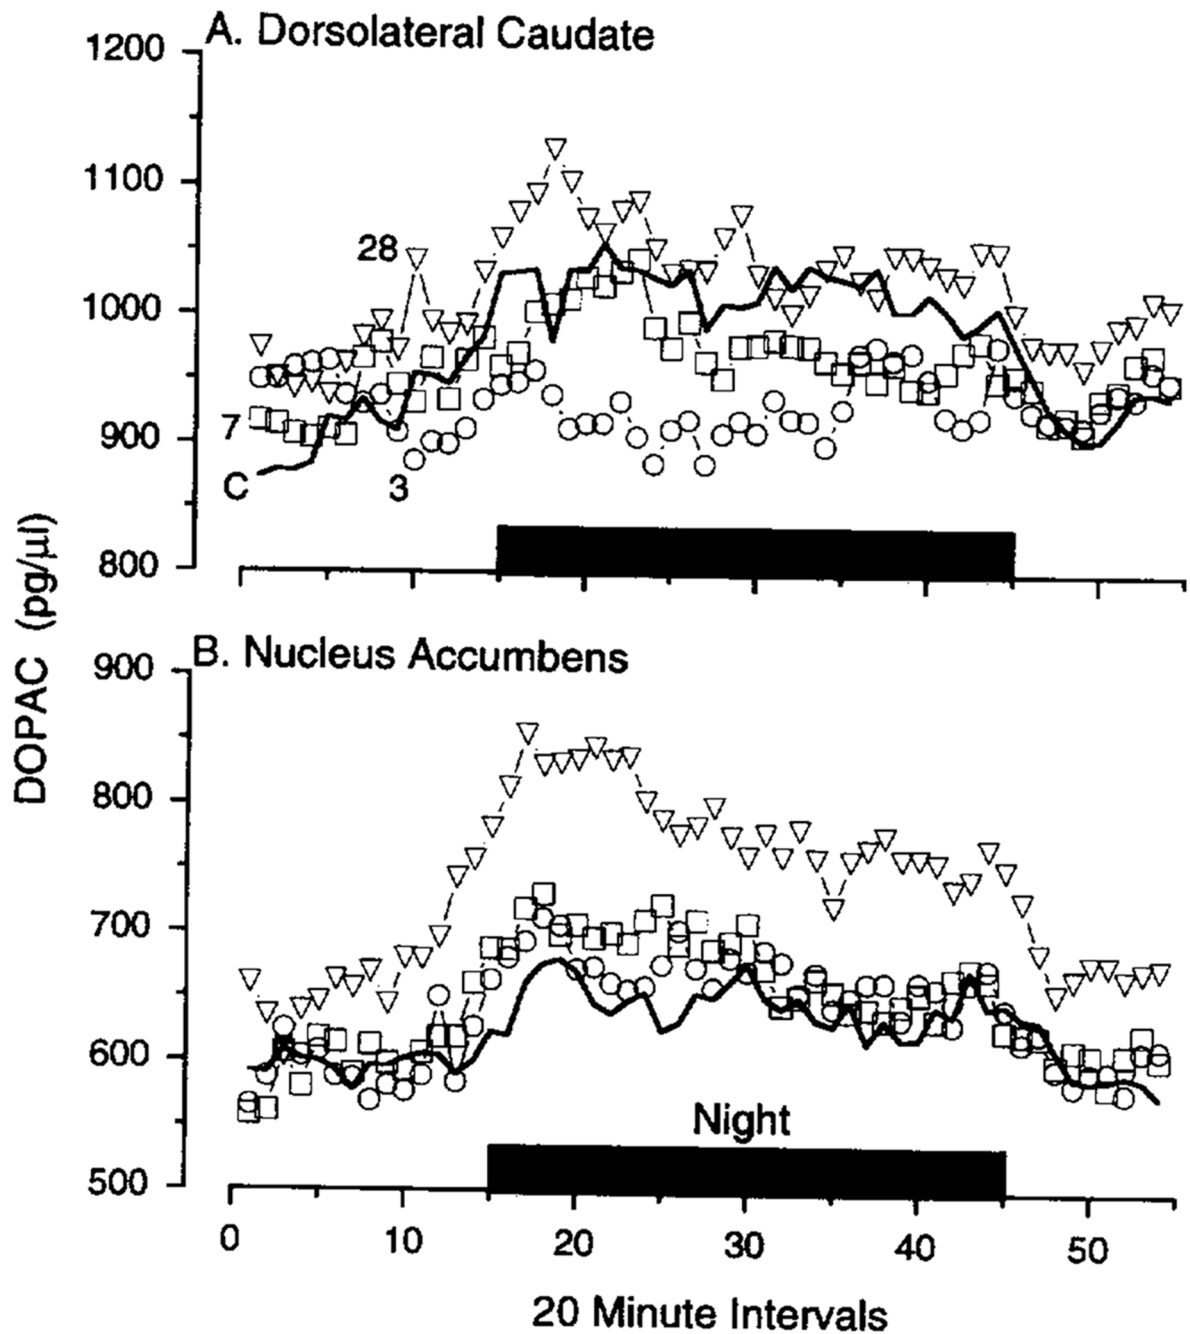 A. Dorsolateral Caudate
1200
1100
1000
900
800
28
7
C
3
DOPAC (pg/µl)
B. Nucleus Accumbens
900
800
700
600
500
Night
0 10 20 30 40 50
20 Minute Intervals